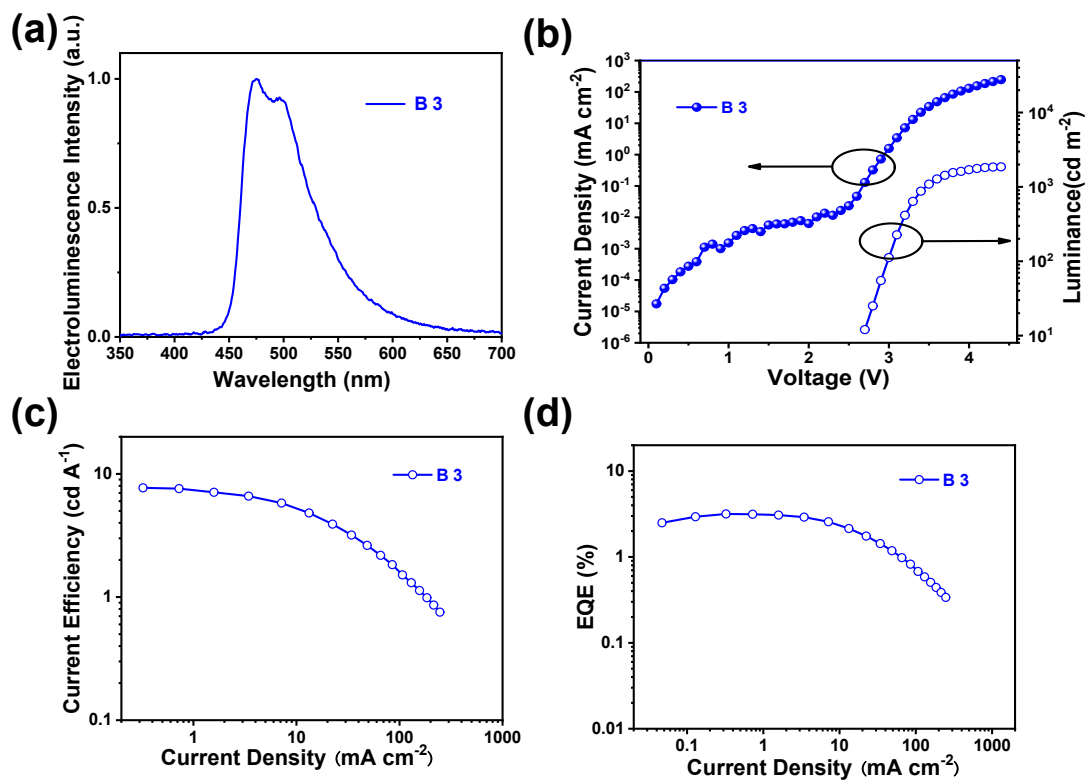 (a)
Electroluminescence Intensity (a.u.)
1.0
0.5
0.0
B 3
350 400 450 500 550 600 650 700
Wavelength (nm)
(b)
Current Density (mA cm⁻²)
10³
10²
10¹
10⁰
10⁻¹
10⁻²
10⁻³
10⁻⁴
10⁻⁵
10⁻⁶
B 3
10⁴
10³
10²
10¹
Luminance(cd m⁻²)
0 1 2 3 4
Voltage (V)
(c)
Current Efficiency (cd A⁻¹)
10
1
0.1
B 3
1 10 100 1000
Current Density (mA cm⁻²)
(d)
EQE (%)
10
1
0.1
0.01
B 3
0.1 1 10 100 1000
Current Density (mA cm⁻²)